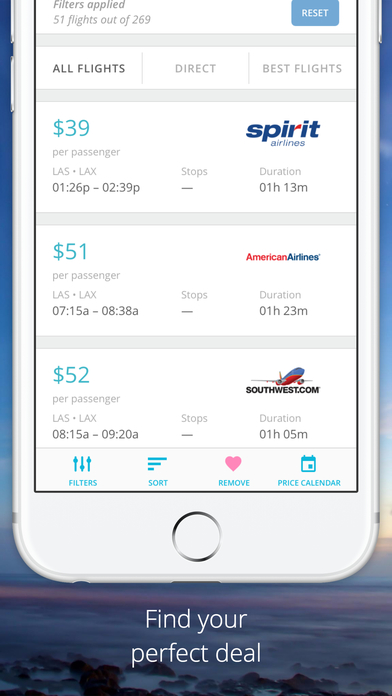 Filters applied
51 flights out of 269
RESET
ALL FLIGHTS DIRECT BEST FLIGHTS
$39
spirit
airlines
per passenger
LAS • LAX Stops Duration
01:26p – 02:39p — 01h 13m
$51
AmericanAirlines
per passenger
LAS • LAX Stops Duration
07:15a – 08:38a — 01h 23m
$52
SOUTHWEST.COM
per passenger
LAS • LAX Stops Duration
08:15a – 09:20a — 01h 05m
FILTERS SORT REMOVE PRICE CALENDAR
Find your
perfect deal